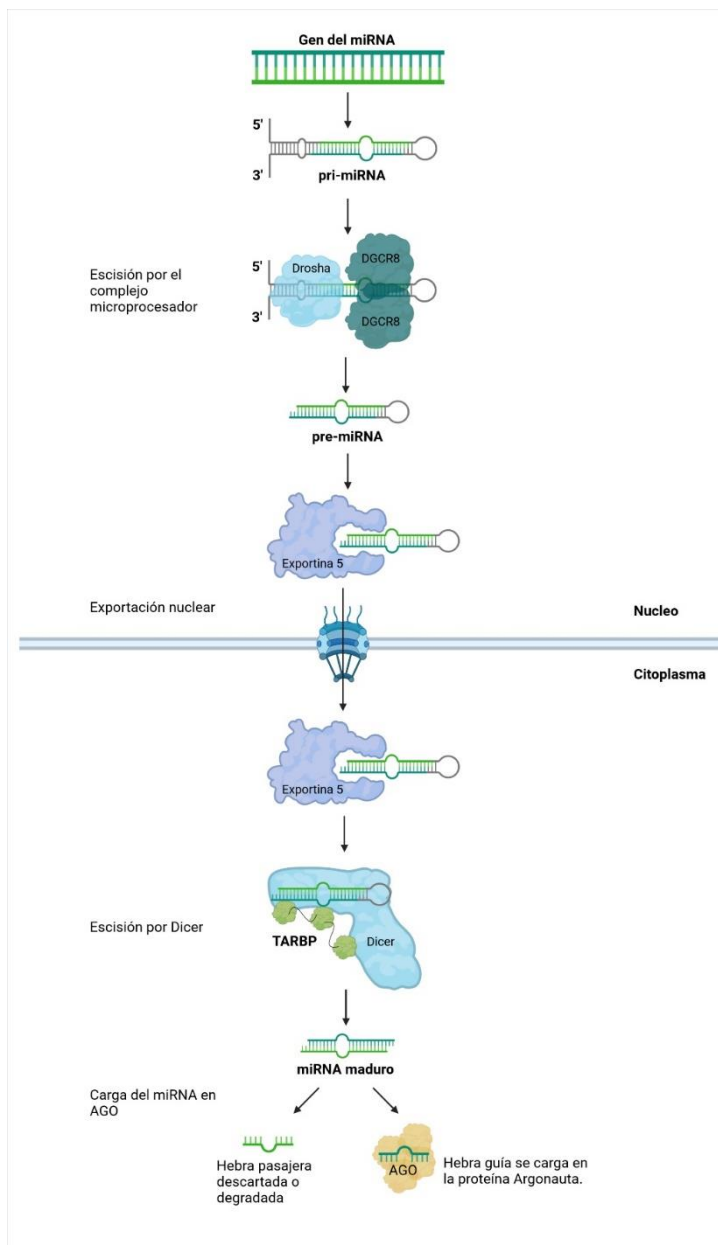 Gen del miRNA
5'
3'
pri-miRNA
Escisión por el
complejo
microprocesador
5'
3'
Drosha
DGCR8
DGCR8
pre-miRNA
Exportina 5
Exportación nuclear
Nucleo
Citoplasma
Exportina 5
Escisión por Dicer
TARBP
Dicer
miRNA maduro
Carga del miRNA en
AGO
Hebra pasajera
descartada o
degradada
AGO
Hebra guía se carga en
la proteína Argonauta.